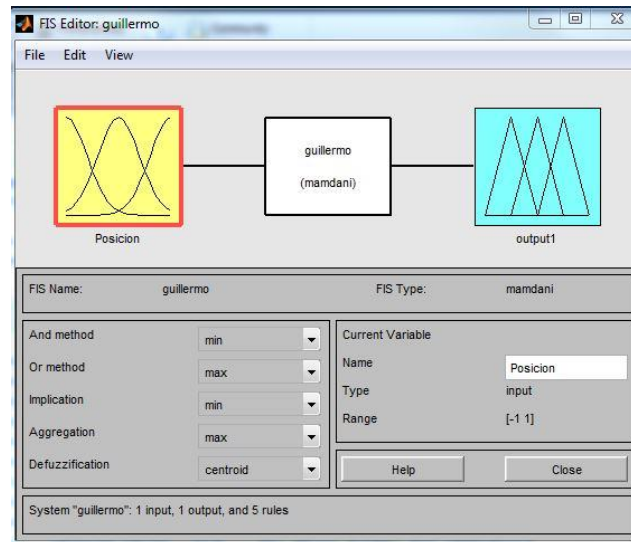 FIS Editor: guillermo
File Edit View
guillermo
(mamdani)
Posicion
output1
FIS Name: guillermo FIS Type: mamdani
And method min
Or method max
Implication min
Aggregation max
Defuzzification centroid
Current Variable
Name Posicion
Type input
Range [-1 1]
Help Close
System "guillermo": 1 input, 1 output, and 5 rules